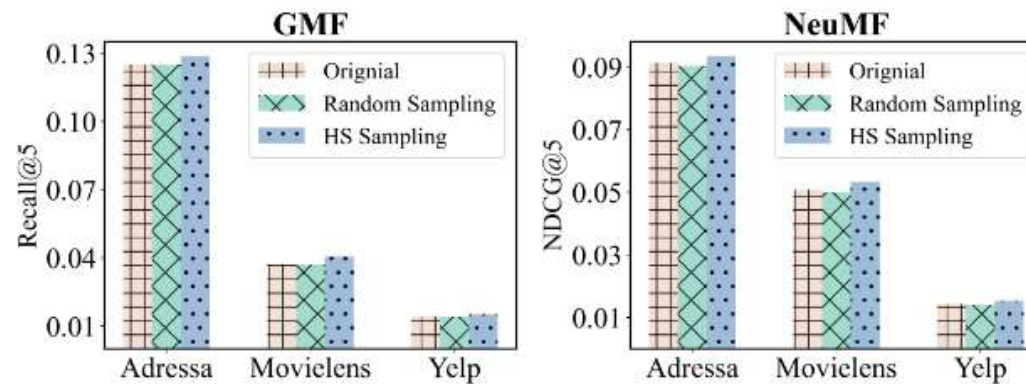 GMF
Recall@5
0.13
0.10
0.07
0.04
0.01
Orignial
Random Sampling
HS Sampling
Adressa Movielens Yelp
NeuMF
NDCG@5
0.09
0.07
0.05
0.03
0.01
Orignial
Random Sampling
HS Sampling
Adressa Movielens Yelp